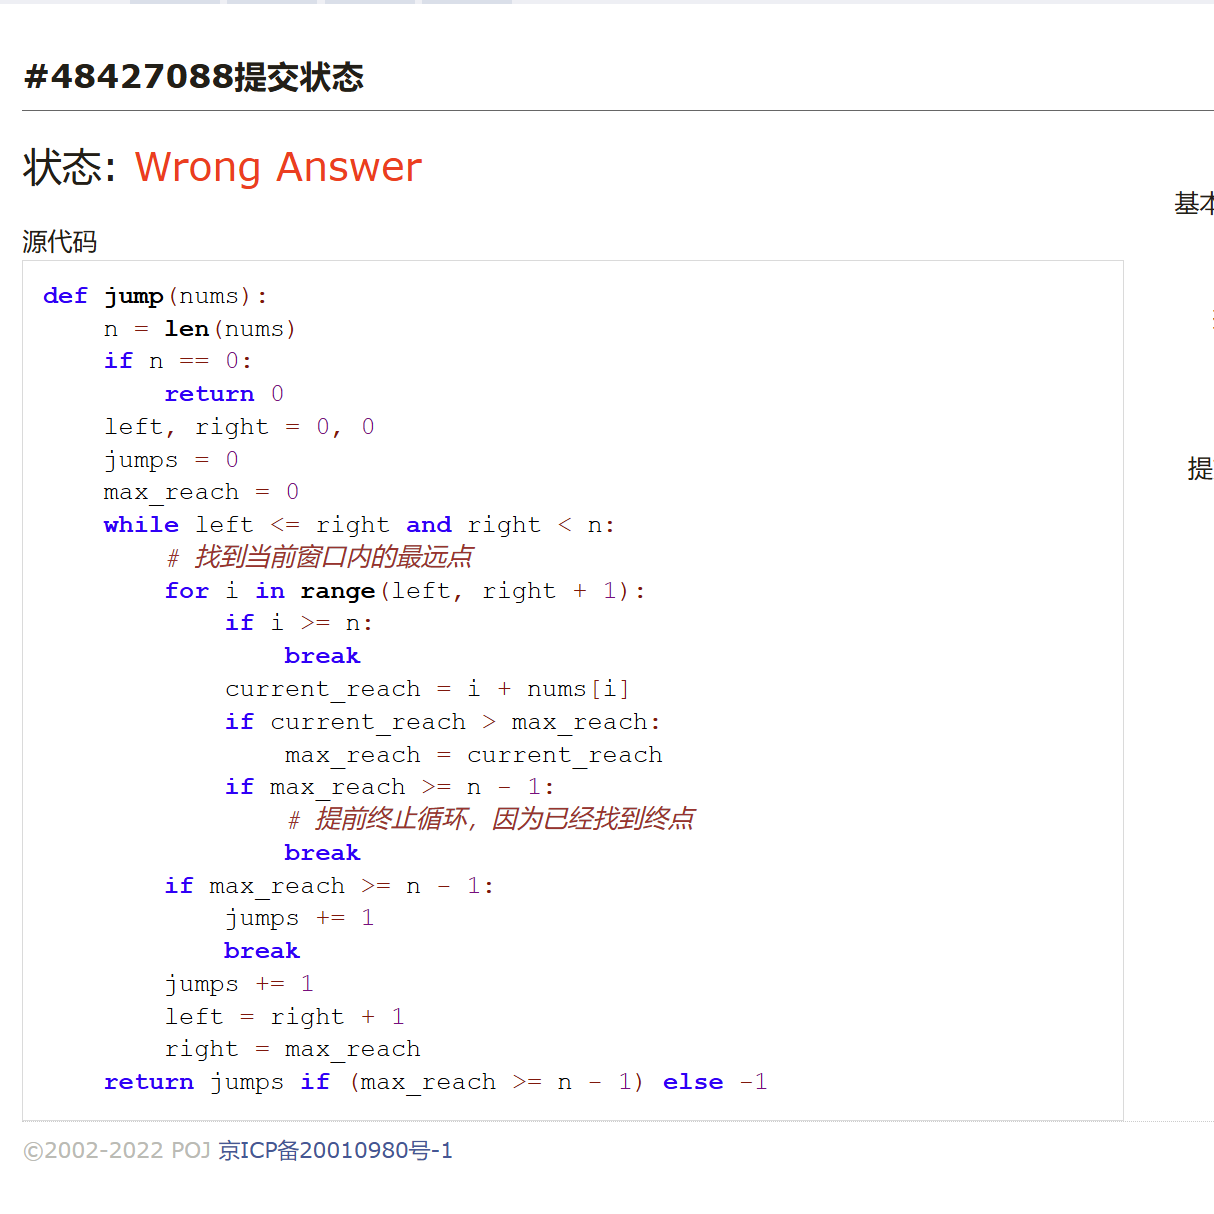 #48427088提交状态
状态: Wrong Answer
基本
源代码
def jump(nums):
    n = len(nums)
    if n == 0:
        return 0
    left, right = 0, 0
    jumps = 0
    max_reach = 0
    while left <= right and right < n:
        # 找到当前窗口内的最远点
        for i in range(left, right + 1):
            if i >= n:
                break
            current_reach = i + nums[i]
            if current_reach > max_reach:
                max_reach = current_reach
            if max_reach >= n - 1:
                # 提前终止循环，因为已经找到终点
                break
        if max_reach >= n - 1:
            jumps += 1
            break
        jumps += 1
        left = right + 1
        right = max_reach
    return jumps if (max_reach >= n - 1) else -1
提
©2002-2022 POJ 京ICP备20010980号-1